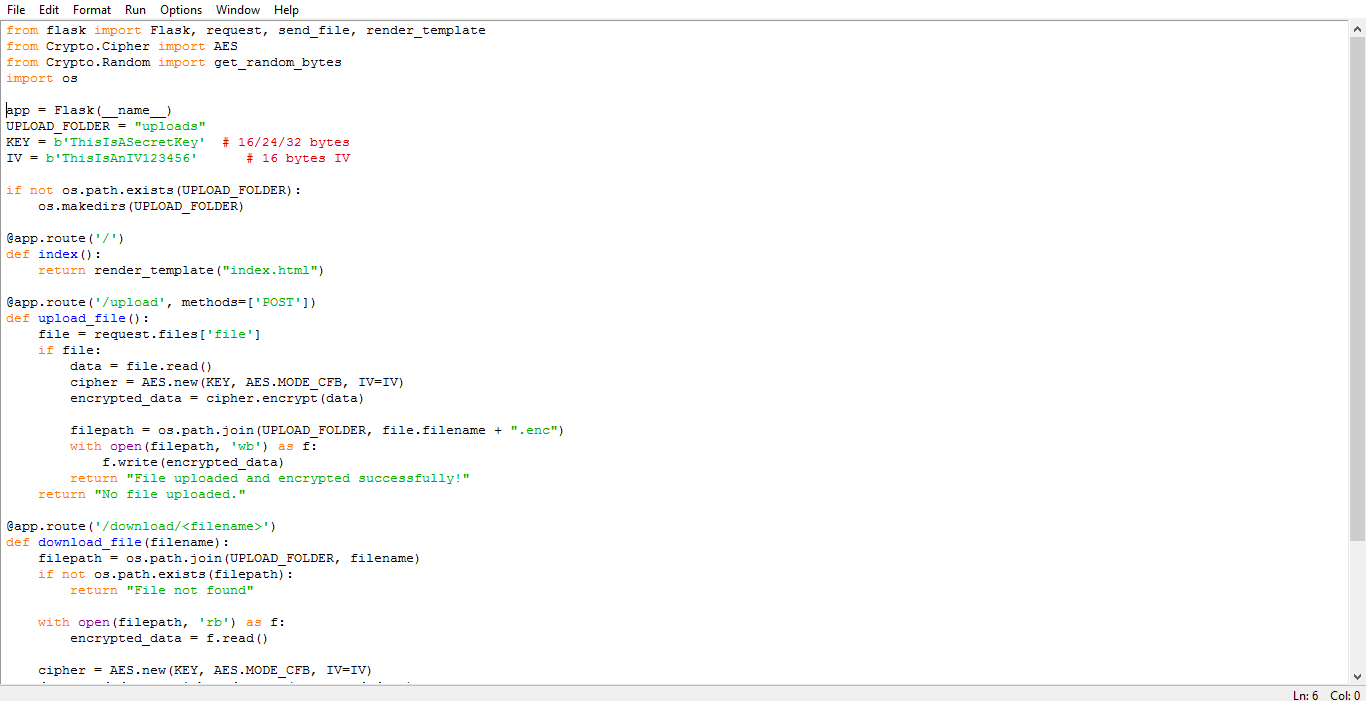 File Edit Format Run Options Window Help
from flask import Flask, request, send_file, render_template
from Crypto.Cipher import AES
from Crypto.Random import get_random_bytes
import os

app = Flask(__name__)
UPLOAD_FOLDER = "uploads"
KEY = b'ThisIsASecretKey'  # 16/24/32 bytes
IV = b'ThisIsAnIV123456'      # 16 bytes IV

if not os.path.exists(UPLOAD_FOLDER):
    os.makedirs(UPLOAD_FOLDER)

@app.route('/')
def index():
    return render_template("index.html")

@app.route('/upload', methods=['POST'])
def upload_file():
    file = request.files['file']
    if file:
        data = file.read()
        cipher = AES.new(KEY, AES.MODE_CFB, IV=IV)
        encrypted_data = cipher.encrypt(data)

        filepath = os.path.join(UPLOAD_FOLDER, file.filename + ".enc")
        with open(filepath, 'wb') as f:
            f.write(encrypted_data)
        return "File uploaded and encrypted successfully!"
    return "No file uploaded."

@app.route('/download/<filename>')
def download_file(filename):
    filepath = os.path.join(UPLOAD_FOLDER, filename)
    if not os.path.exists(filepath):
        return "File not found"

    with open(filepath, 'rb') as f:
        encrypted_data = f.read()

    cipher = AES.new(KEY, AES.MODE_CFB, IV=IV)
Ln: 6 Col: 0